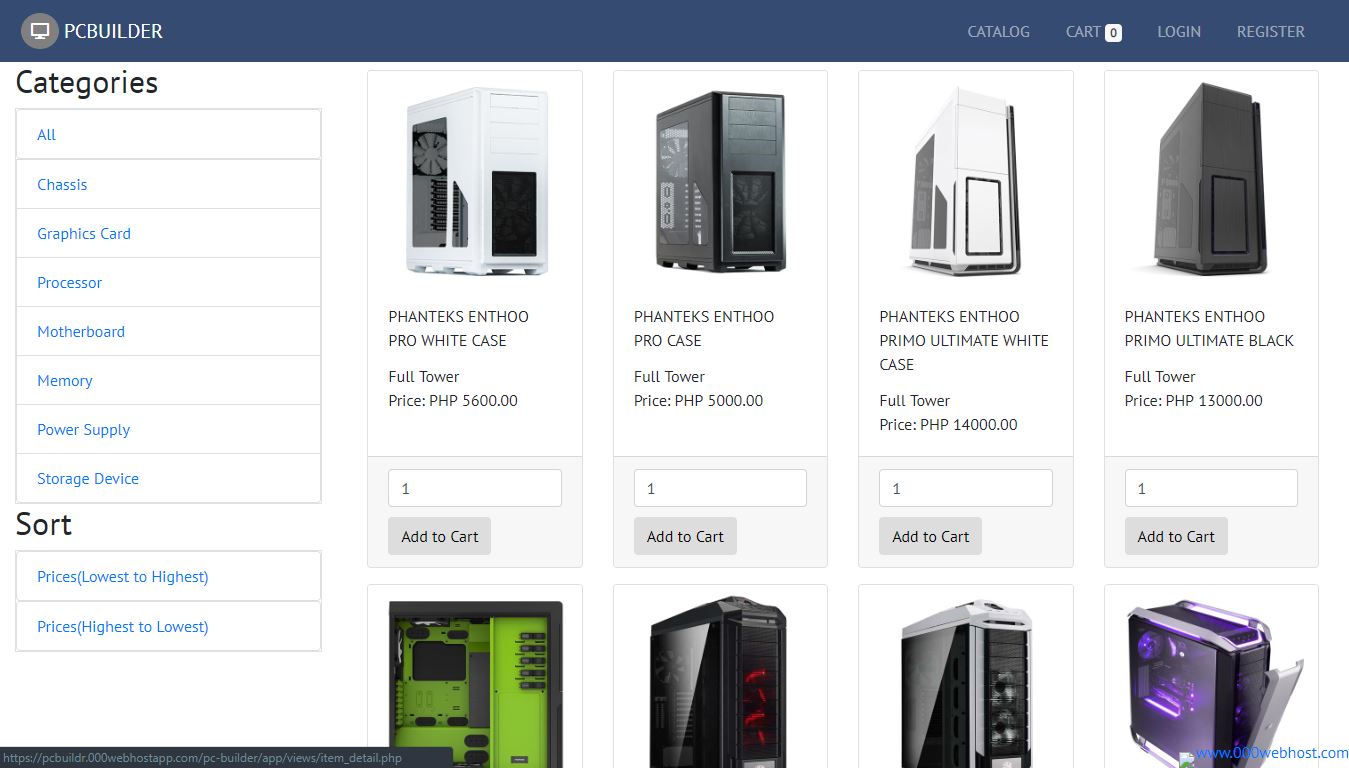 PCBUILDER
CATALOG
CART 0
LOGIN
REGISTER
Categories
All
Chassis
Graphics Card
Processor
Motherboard
Memory
Power Supply
Storage Device
Sort
Prices(Lowest to Highest)
Prices(Highest to Lowest)
PHANTEKS ENTHOO
PRO WHITE CASE
Full Tower
Price: PHP 5600.00
1
Add to Cart
PHANTEKS ENTHOO
PRO CASE
Full Tower
Price: PHP 5000.00
1
Add to Cart
PHANTEKS ENTHOO
PRIMO ULTIMATE WHITE
CASE
Full Tower
Price: PHP 14000.00
1
Add to Cart
PHANTEKS ENTHOO
PRIMO ULTIMATE BLACK
Full Tower
Price: PHP 13000.00
1
Add to Cart
https://pcbuildr.000webhostapp.com/pc-builder/app/views/item_detail.php
www.000webhost.com